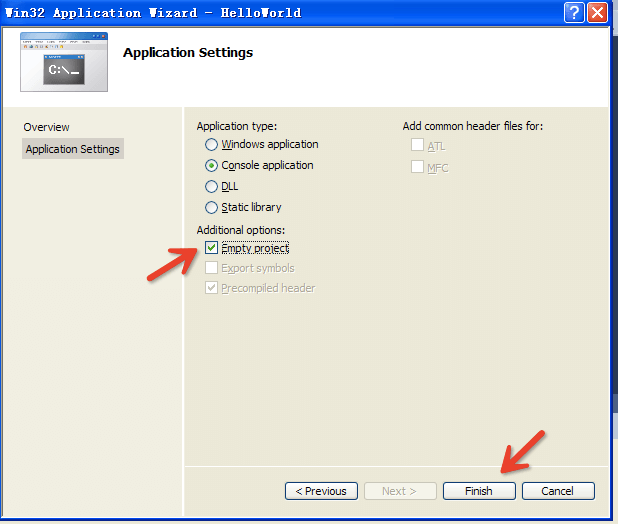 Win32 Application Wizard - HelloWorld
Application Settings
C:\_
Overview
Application Settings
Application type:
Windows application
Console application
DLL
Static library
Additional options:
Empty project
Export symbols
Precompiled header
Add common header files for:
ATL
MFC
< Previous
Next >
Finish
Cancel